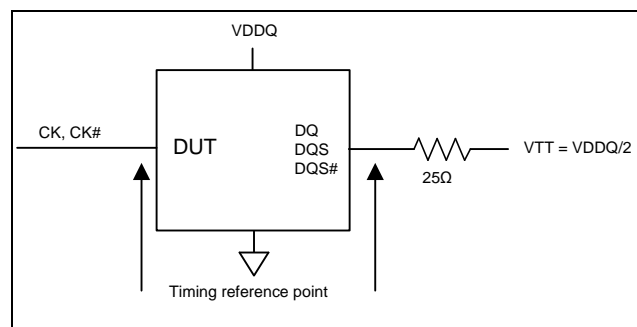 VDDQ
CK, CK#
DUT
DQ
DQS
DQS#
VTT = VDDQ/2
25Ω
Timing reference point